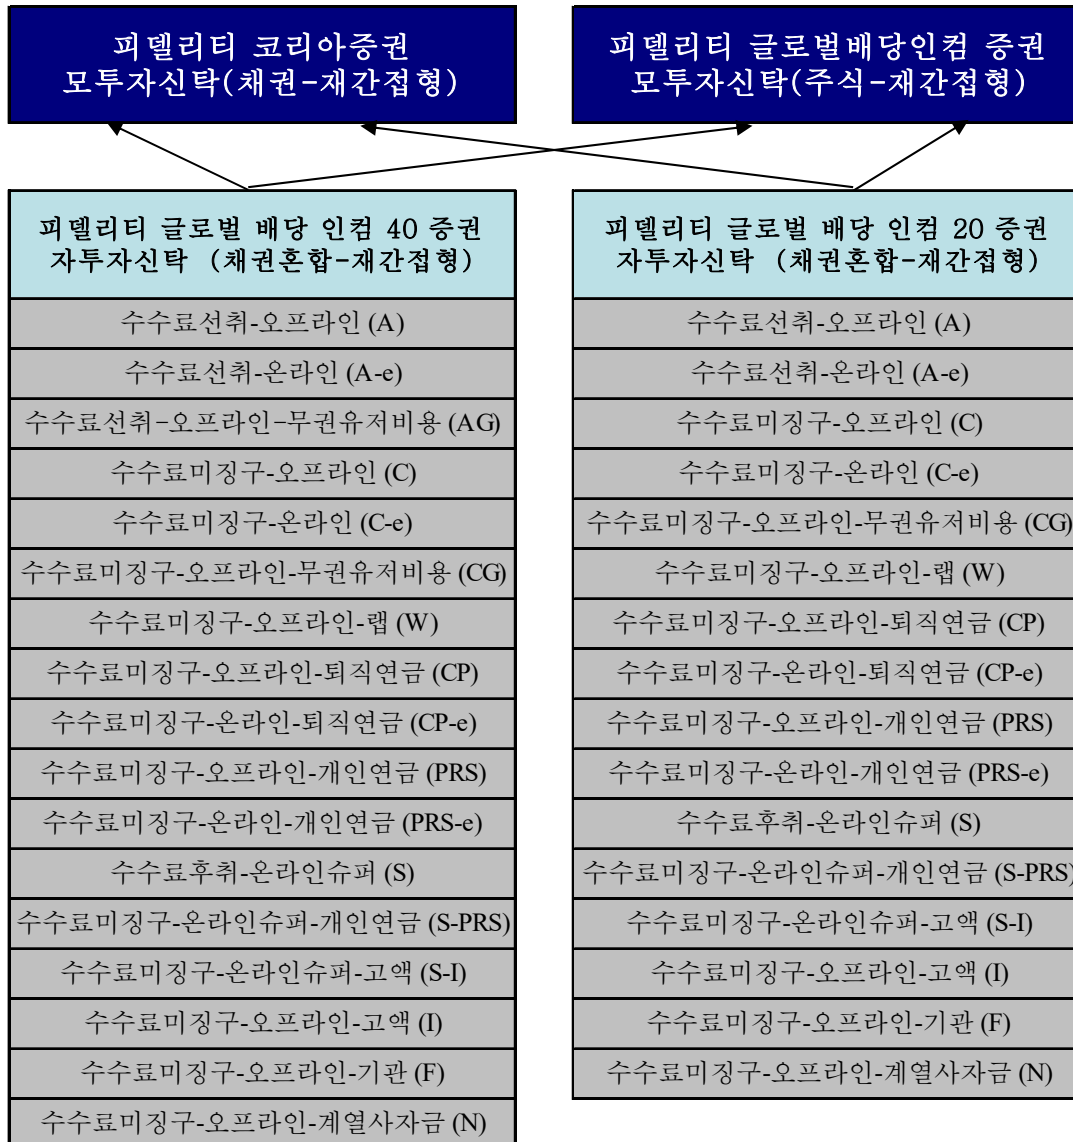 피델리티 코리아증권
모투자신탁(채권-재간접형)
피델리티 글로벌배당인컴 증권
모투자신탁(주식-재간접형)
피델리티 글로벌 배당 인컴 40 증권
자투자신탁 (채권혼합-재간접형)
수수료선취-오프라인 (A)
수수료선취-온라인 (A-e)
수수료선취-오프라인-무권유저비용 (AG)
수수료미징구-오프라인 (C)
수수료미징구-온라인 (C-e)
수수료미징구-오프라인-무권유저비용 (CG)
수수료미징구-오프라인-랩 (W)
수수료미징구-오프라인-퇴직연금 (CP)
수수료미징구-온라인-퇴직연금 (CP-e)
수수료미징구-오프라인-개인연금 (PRS)
수수료미징구-온라인-개인연금 (PRS-e)
수수료후취-온라인슈퍼 (S)
수수료미징구-온라인슈퍼-개인연금 (S-PRS)
수수료미징구-온라인슈퍼-고액 (S-I)
수수료미징구-오프라인-고액 (I)
수수료미징구-오프라인-기관 (F)
수수료미징구-오프라인-계열사자금 (N)
피델리티 글로벌 배당 인컴 20 증권
자투자신탁 (채권혼합-재간접형)
수수료선취-오프라인 (A)
수수료선취-온라인 (A-e)
수수료미징구-오프라인 (C)
수수료미징구-온라인 (C-e)
수수료미징구-오프라인-무권유저비용 (CG)
수수료미징구-오프라인-랩 (W)
수수료미징구-오프라인-퇴직연금 (CP)
수수료미징구-온라인-퇴직연금 (CP-e)
수수료미징구-오프라인-개인연금 (PRS)
수수료미징구-온라인-개인연금 (PRS-e)
수수료후취-온라인슈퍼 (S)
수수료미징구-온라인슈퍼-개인연금 (S-PRS)
수수료미징구-온라인슈퍼-고액 (S-I)
수수료미징구-오프라인-고액 (I)
수수료미징구-오프라인-기관 (F)
수수료미징구-오프라인-계열사자금 (N)